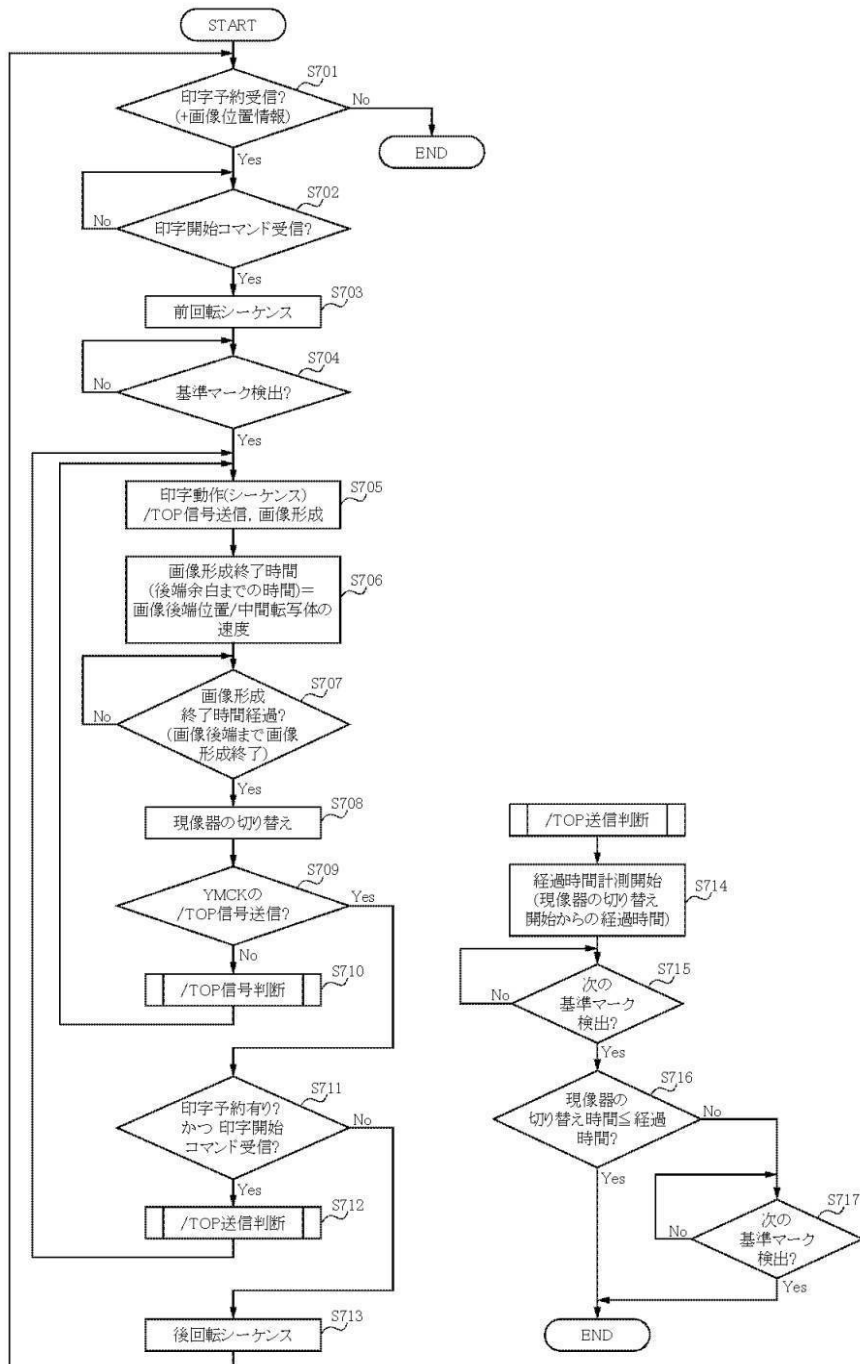 START
S701
印字予約受信?
(+画像位置情報)
No
END
Yes
S702
印字開始コマンド受信?
No
Yes
S703
前回転シーケンス
S704
基準マーク検出?
No
Yes
S705
印字動作(シーケンス)
/TOP信号送信, 画像形成
S706
画像形成終了時間
(後端余白までの時間)=
画像後端位置/中間転写体の
速度
S707
画像形成
終了時間経過?
(画像後端まで画像
形成終了)
No
Yes
S708
現像器の切り替え
S709
YMCKの
/TOP信号送信?
Yes
No
S710
/TOP信号判断
S711
印字予約有り?
かつ 印字開始
コマンド受信?
No
Yes
S712
/TOP送信判断
S713
後回転シーケンス
/TOP送信判断
S714
経過時間計測開始
(現像器の切り替え
開始からの経過時間)
S715
次の
基準マーク
検出?
No
Yes
S716
現像器の
切り替え時間≦経過
時間?
No
Yes
S717
次の
基準マーク
検出?
No
Yes
END